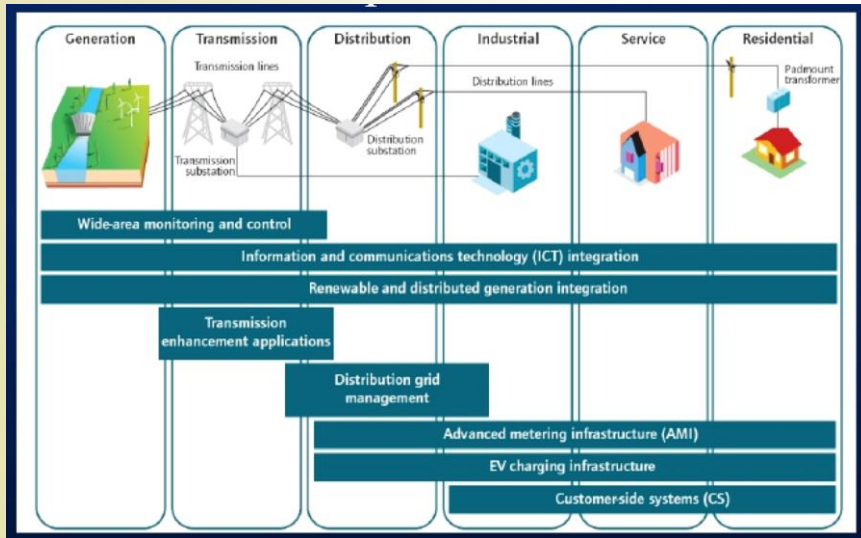 Generation
Transmission
Distribution
Industrial
Service
Residential
Transmission lines
Distribution lines
Padmount
transformer
Distribution
substation
Transmission
substation
Wide-area monitoring and control
Information and communications technology (ICT) integration
Renewable and distributed generation integration
Transmission
enhancement applications
Distribution grid
management
Advanced metering infrastructure (AMI)
EV charging infrastructure
Customer-side systems (CS)